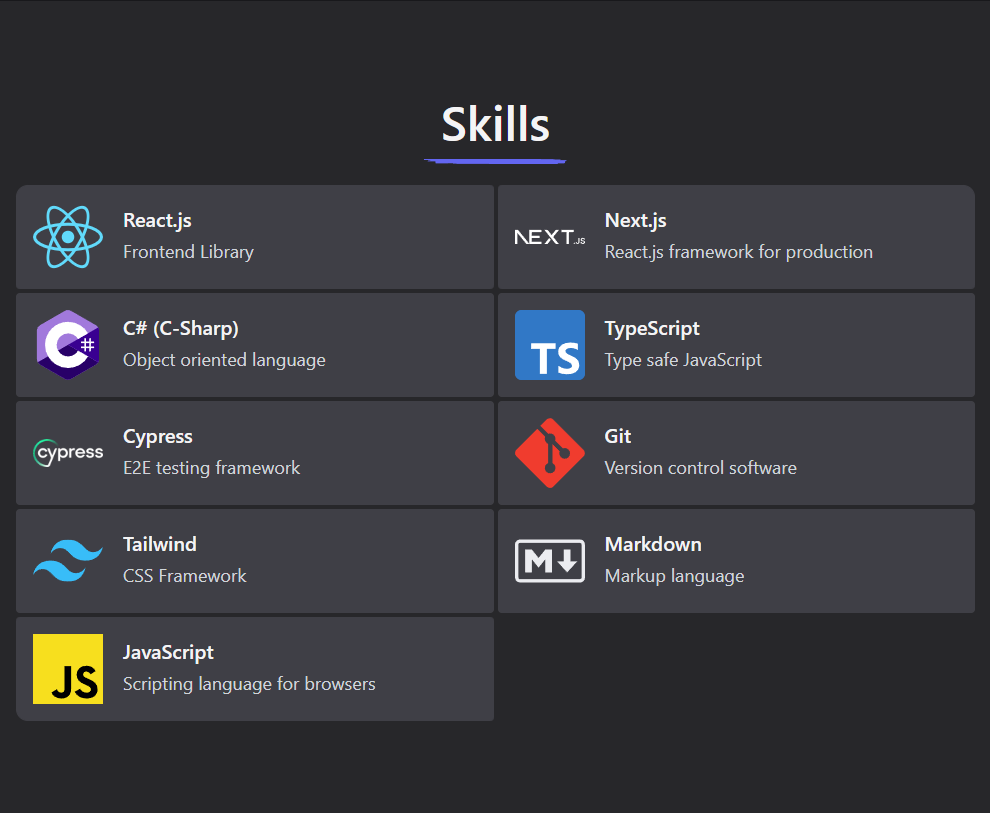 Skills
React.js
Frontend Library
NEXT.JS
Next.js
React.js framework for production
C#
C# (C-Sharp)
Object oriented language
TS
TypeScript
Type safe JavaScript
cypress
Cypress
E2E testing framework
Git
Version control software
Tailwind
CSS Framework
M
Markdown
Markup language
JS
JavaScript
Scripting language for browsers